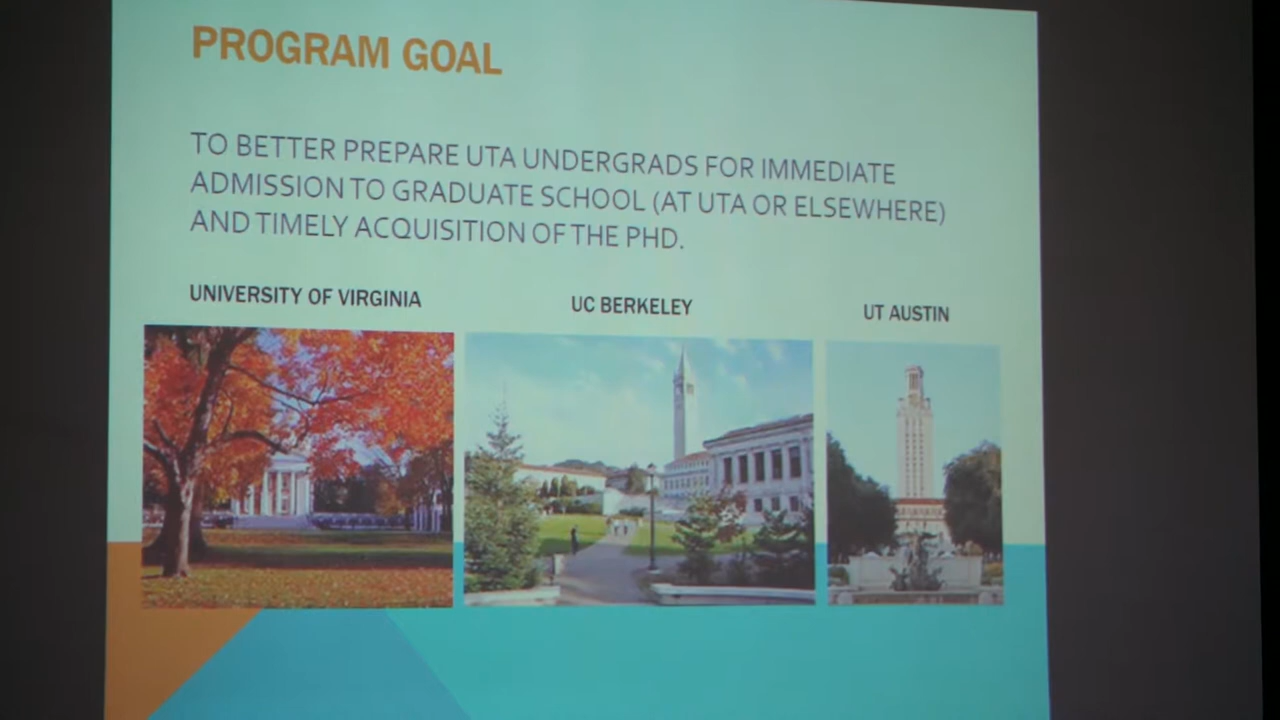 PROGRAM GOAL
TO BETTER PREPARE UTA UNDERGRADS FOR IMMEDIATE
ADMISSION TO GRADUATE SCHOOL (AT UTA OR ELSEWHERE)
AND TIMELY ACQUISITION OF THE PHD.
UNIVERSITY OF VIRGINIA
UC BERKELEY
UT AUSTIN